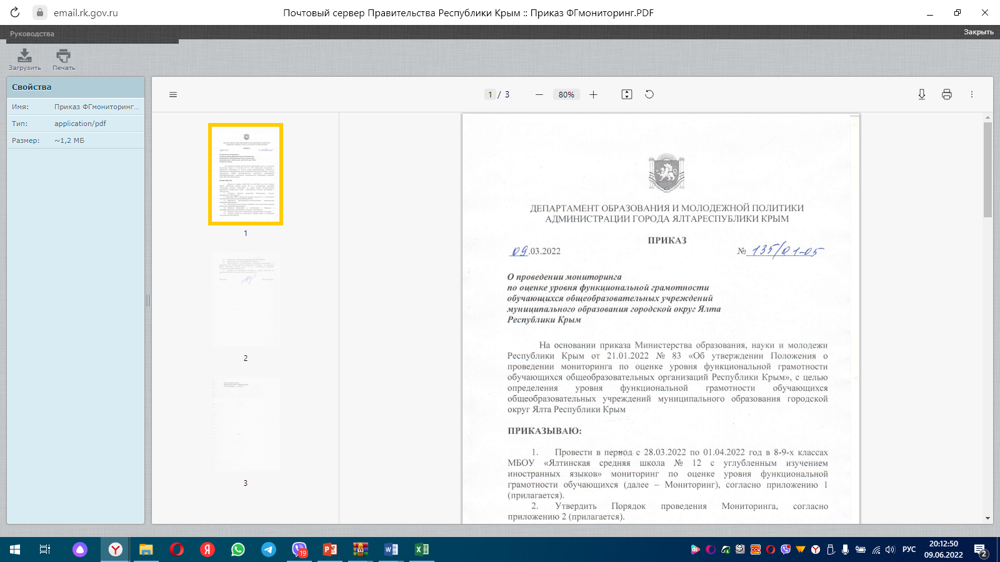 email.rk.gov.ru
Почтовый сервер Правительства Республики Крым :: Приказ ФГмониторинг.PDF
Руководства
Закрыть
Загрузить
Печать
Свойства
Имя: Приказ ФГмониторинг...
Тип: application/pdf
Размер: ~1,2 МБ
1 / 3
80%
1
2
3
ДЕПАРТАМЕНТ ОБРАЗОВАНИЯ И МОЛОДЕЖНОЙ ПОЛИТИКИ
АДМИНИСТРАЦИИ ГОРОДА ЯЛТАРЕСПУБЛИКИ КРЫМ
ПРИКАЗ
09.03.2022 № 135/01-05
О проведении мониторинга
по оценке уровня функциональной грамотности
обучающихся общеобразовательных учреждений
муниципального образования городской округ Ялта
Республики Крым
На основании приказа Министерства образования, науки и молодежи
Республики Крым от 21.01.2022 № 83 «Об утверждении Положения о
проведении мониторинга по оценке уровня функциональной грамотности
обучающихся общеобразовательных организаций Республики Крым», с целью
определения уровня функциональной грамотности обучающихся
общеобразовательных учреждений муниципального образования городской
округ Ялта Республики Крым
ПРИКАЗЫВАЮ:
1. Провести в период с 28.03.2022 по 01.04.2022 год в 8-9-х классах
МБОУ «Ялтинская средняя школа № 12 с углубленным изучением
иностранных языков» мониторинг по оценке уровня функциональной
грамотности обучающихся (далее – Мониторинг), согласно приложению 1
(прилагается).
2. Утвердить Порядок проведения Мониторинга, согласно
приложению 2 (прилагается).
19
РУС
20:12:50
09.06.2022
2